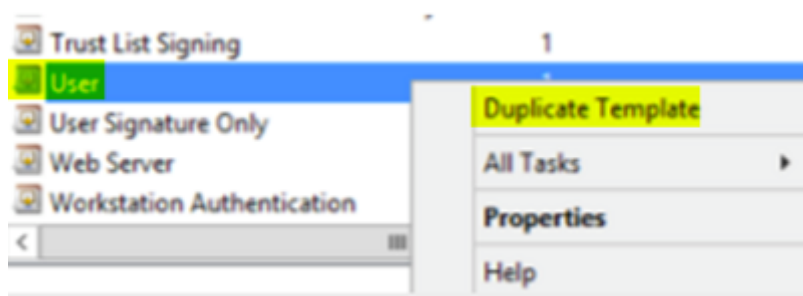 Trust List Signing 1
User
Duplicate Template
User Signature Only
Web Server
All Tasks
Workstation Authentication
Properties
Help